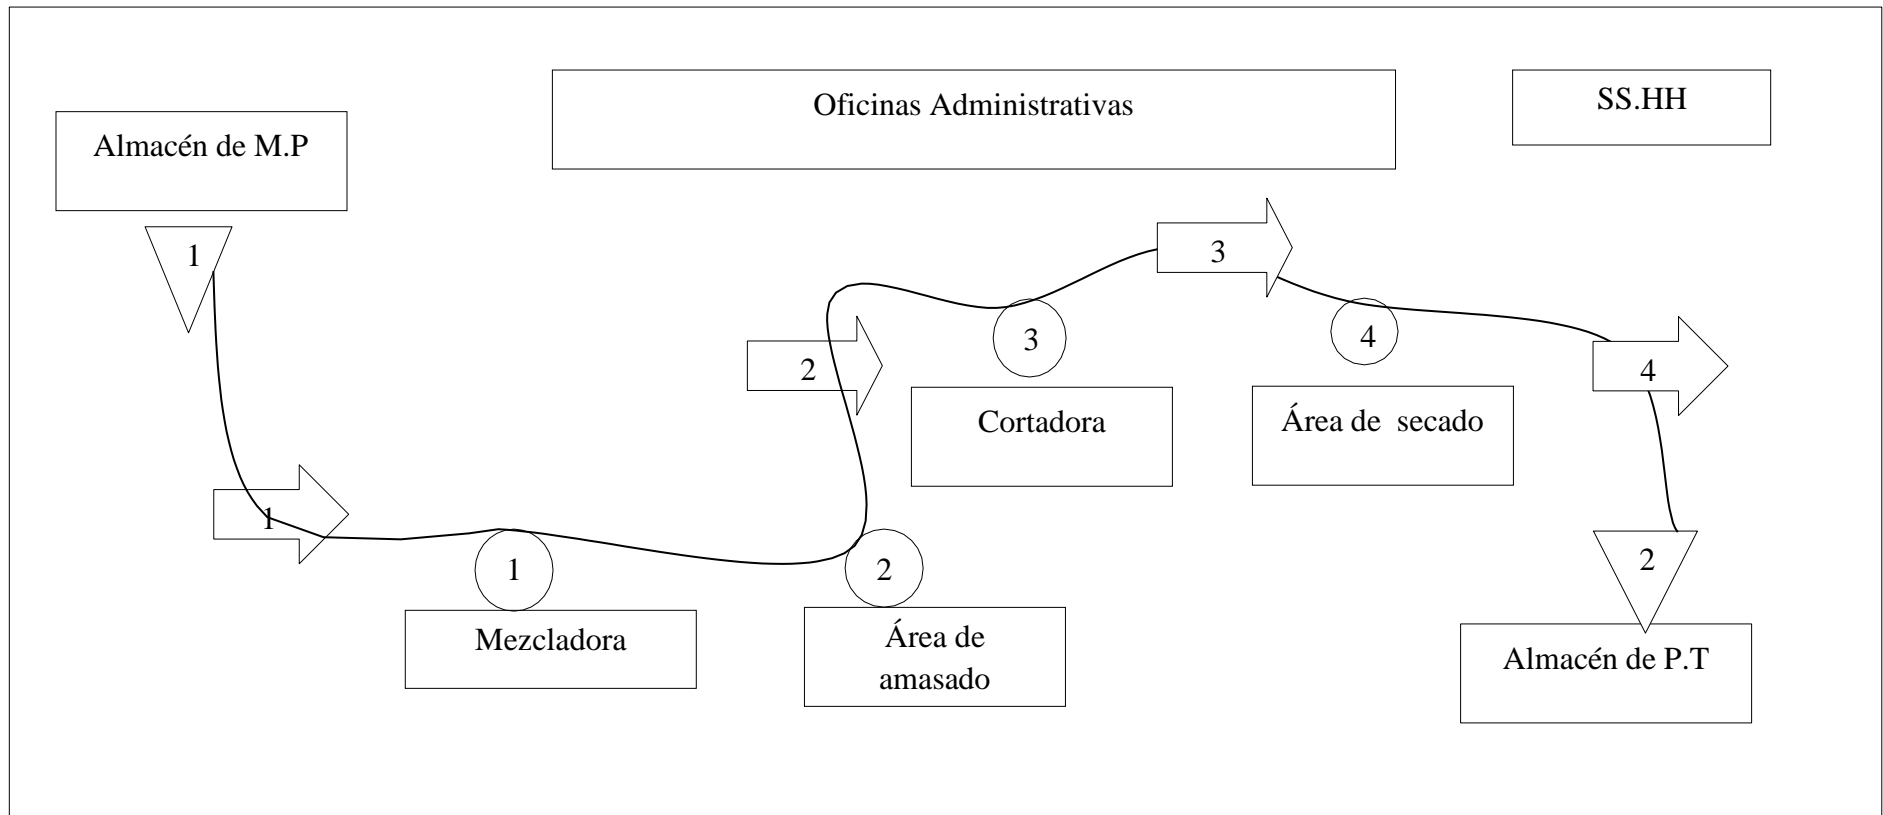 Oficinas Administrativas
SS.HH
Almacén de M.P
1
3
2
3
4
4
Cortadora
Área de  secado
1
1
2
2
Mezcladora
Área de
amasado
Almacén de P.T